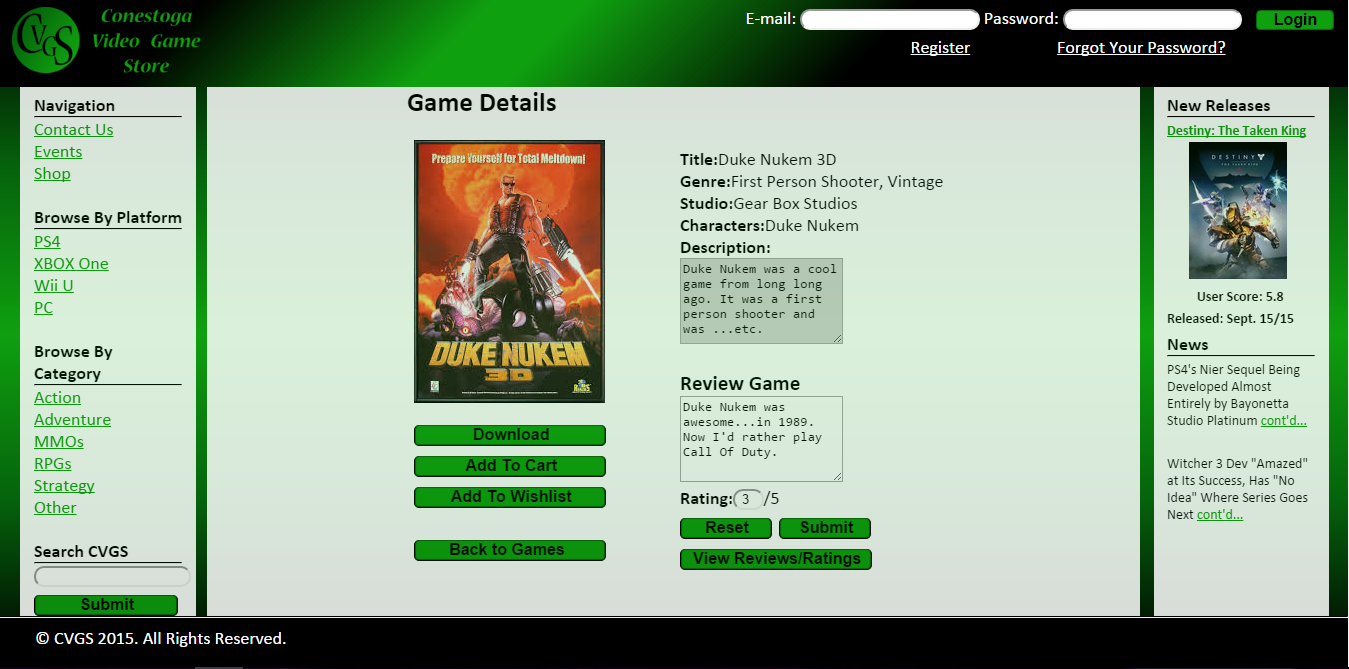 CVGS
Conestoga
Video Game
Store
E-mail:
Password:
Login
Register
Forgot Your Password?
Navigation
Contact Us
Events
Shop
Browse By Platform
PS4
XBOX One
Wii U
PC
Browse By
Category
Action
Adventure
MMOs
RPGs
Strategy
Other
Search CVGS
Submit
Game Details
Prepare Yourself for Total Meltdown!
DUKE NUKEM
3D
Download
Add To Cart
Add To Wishlist
Back to Games
Title:Duke Nukem 3D
Genre:First Person Shooter, Vintage
Studio:Gear Box Studios
Characters:Duke Nukem
Description:
Duke Nukem was a cool
game from long long
ago. It was a first
person shooter and
was ...etc.
Review Game
Duke Nukem was
awesome...in 1989.
Now I'd rather play
Call Of Duty.
Rating:3/5
Reset
Submit
View Reviews/Ratings
New Releases
Destiny: The Taken King
DESTINY
THE TAKEN KING
User Score: 5.8
Released: Sept. 15/15
News
PS4's Nier Sequel Being
Developed Almost
Entirely by Bayonetta
Studio Platinum cont'd...
Witcher 3 Dev "Amazed"
at Its Success, Has "No
Idea" Where Series Goes
Next cont'd...
© CVGS 2015. All Rights Reserved.